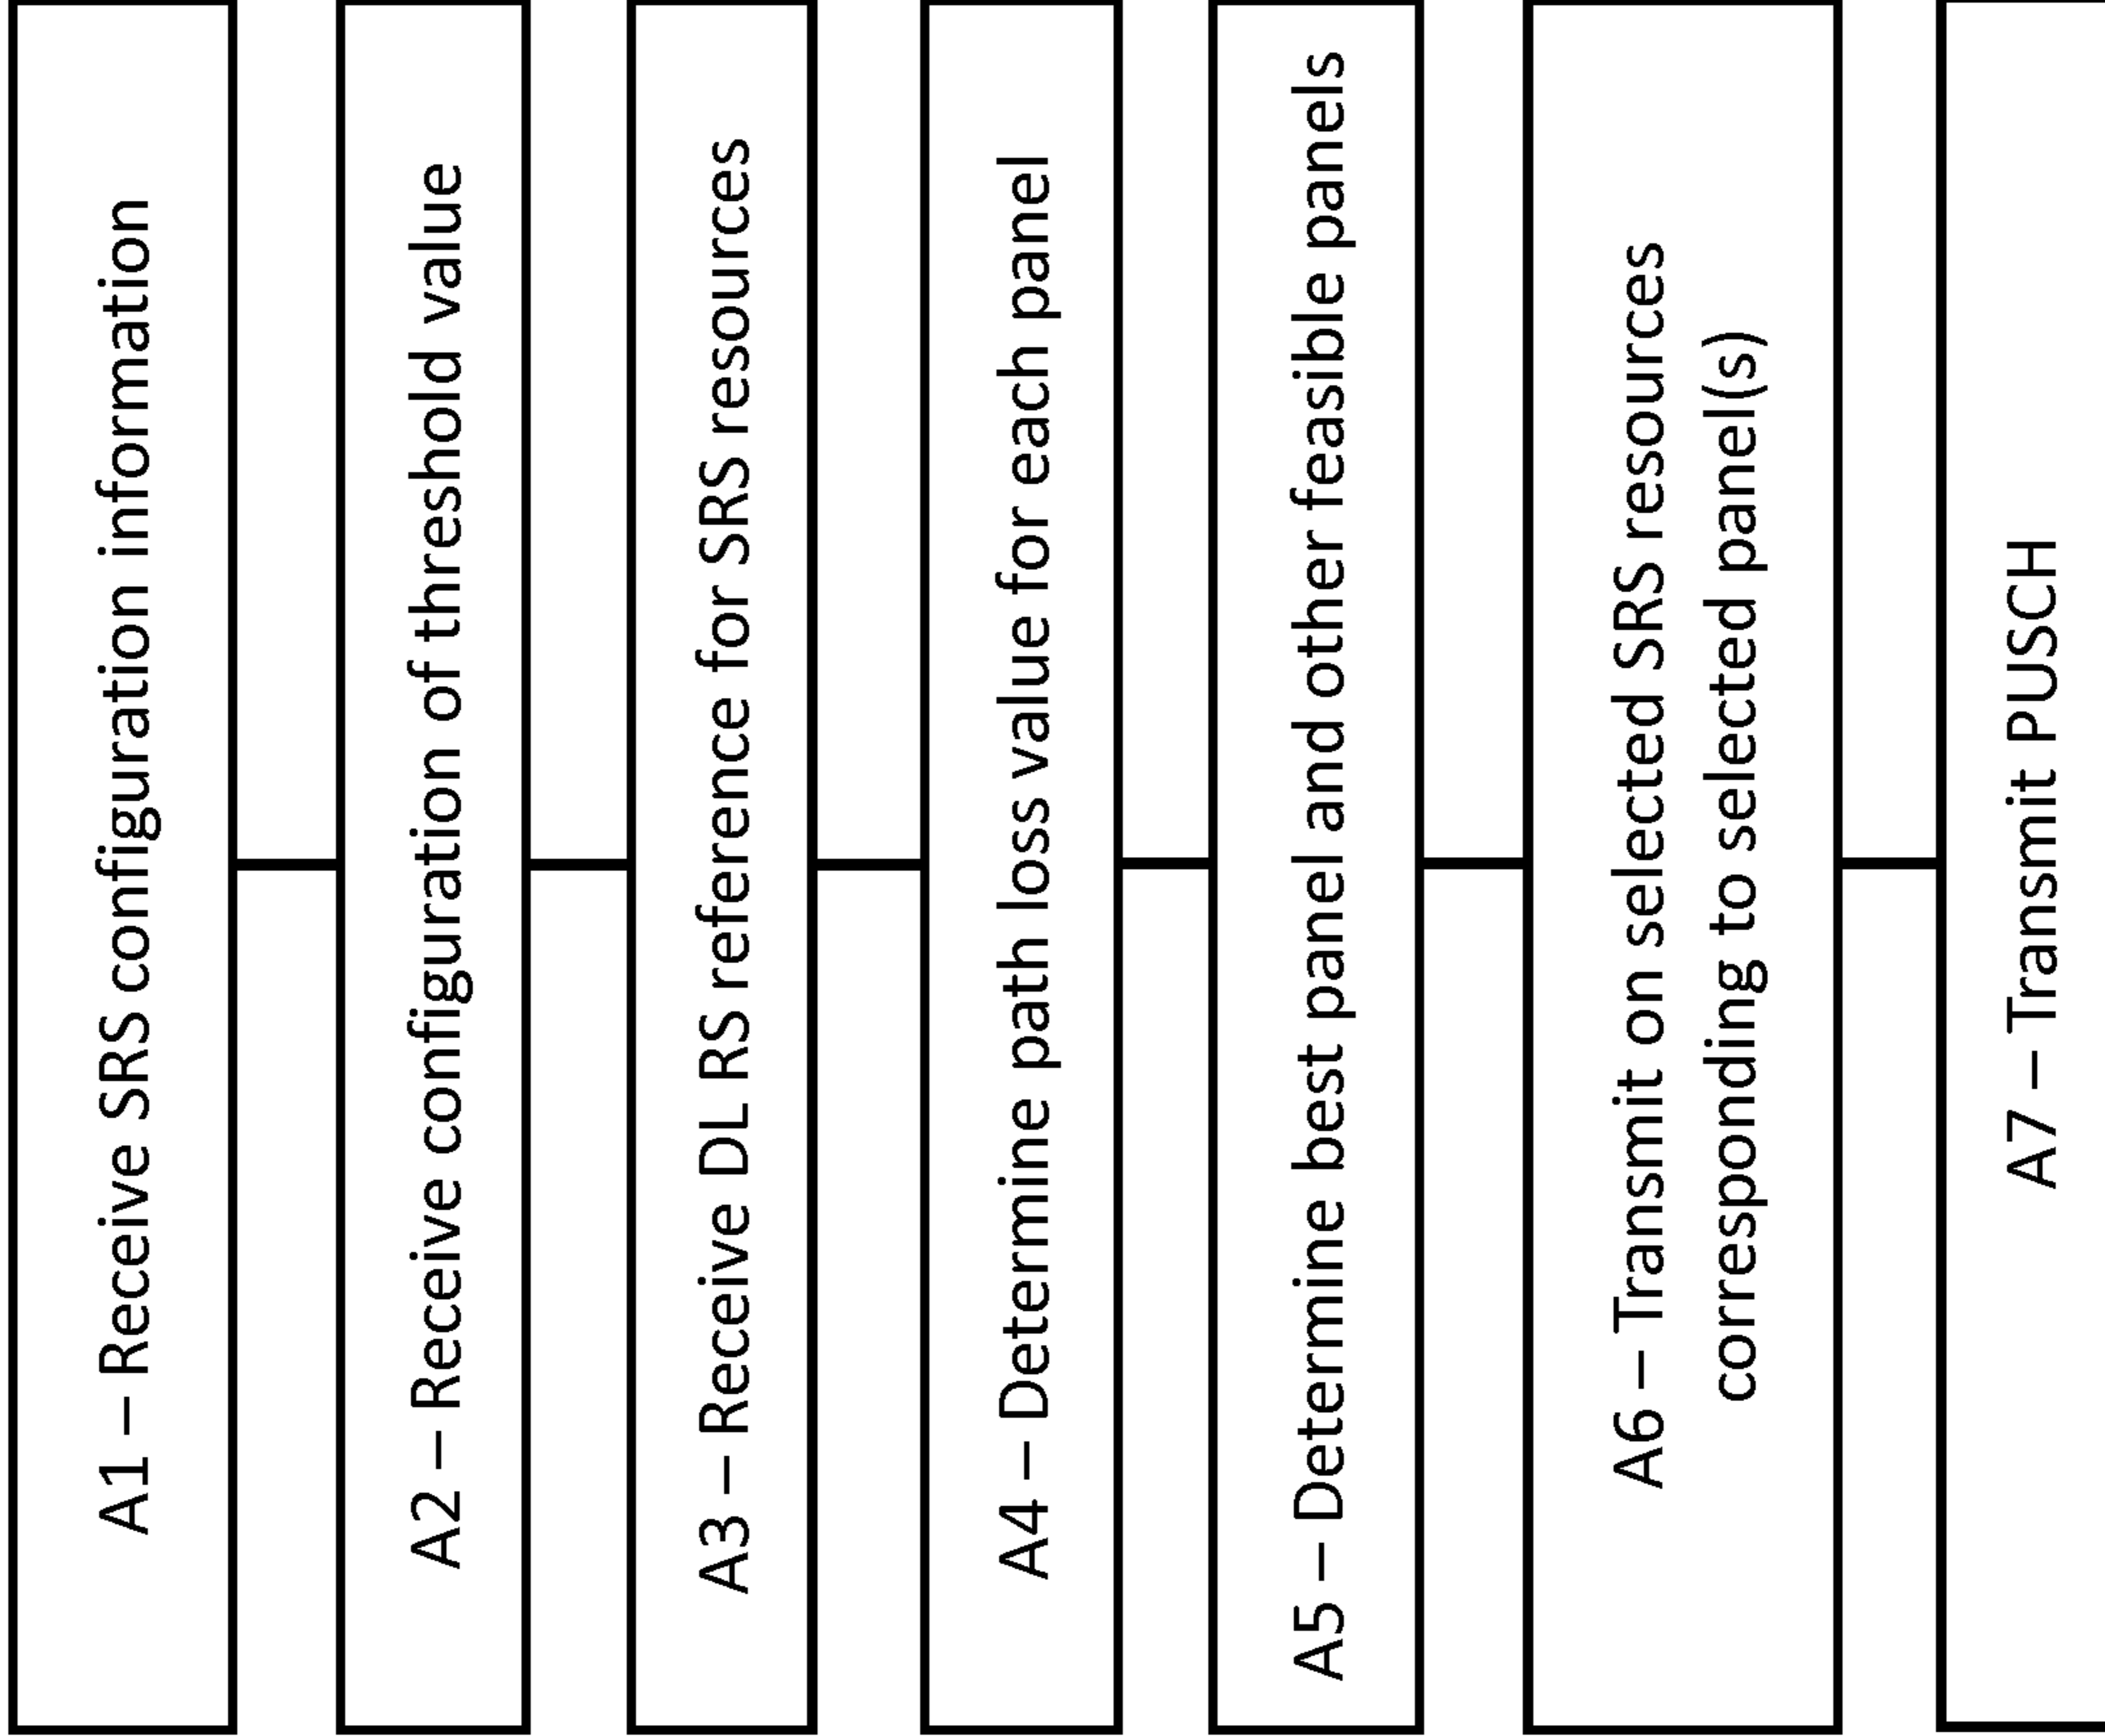 A1 – Receive SRS configuration information
A2 – Receive configuration of threshold value
A3 – Receive DL RS reference for SRS resources
A4 – Determine path loss value for each panel
A5 – Determine best panel and other feasible panels
A6 – Transmit on selected SRS resources
corresponding to selected panel(s)
A7 – Transmit PUSCH